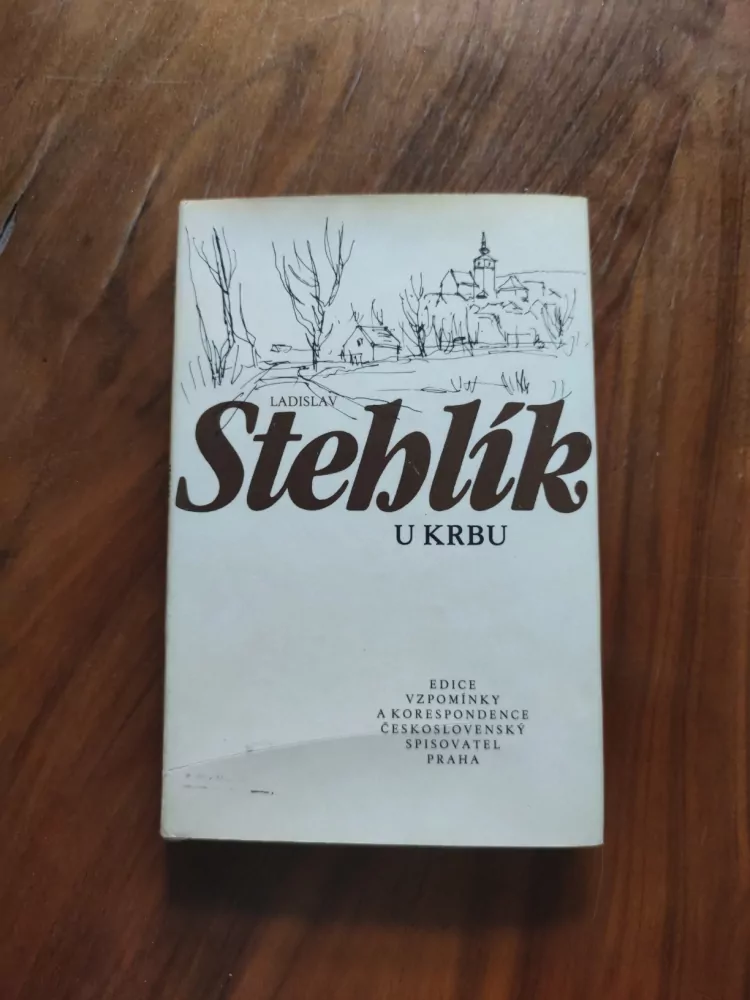 LADISLAV
Stehlík
U KRBU
EDICE
VZPOMÍNKY
A KORESPONDENCE
ČESKOSLOVENSKÝ
SPISOVATEL
PRAHA